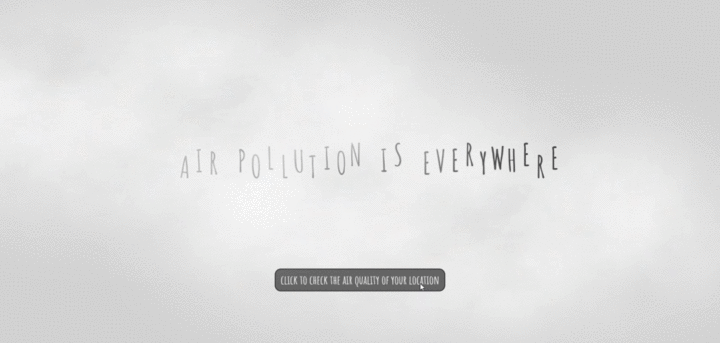 AIR POLLUTION IS EVERYWHERE
CLICK TO CHECK THE AIR QUALITY OF YOUR LOCATION